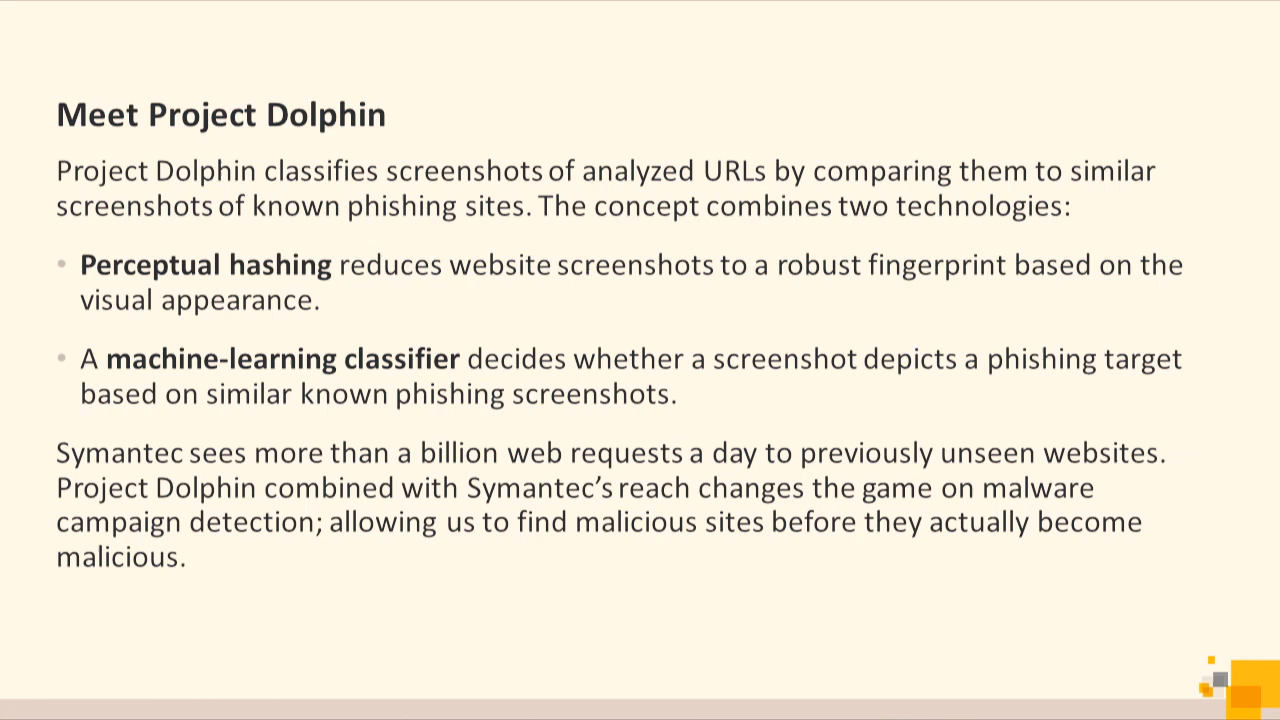 Meet Project Dolphin
Project Dolphin classifies screenshots of analyzed URLs by comparing them to similar
screenshots of known phishing sites. The concept combines two technologies:
• Perceptual hashing reduces website screenshots to a robust fingerprint based on the
visual appearance.
• A machine-learning classifier decides whether a screenshot depicts a phishing target
based on similar known phishing screenshots.
Symantec sees more than a billion web requests a day to previously unseen websites.
Project Dolphin combined with Symantec’s reach changes the game on malware
campaign detection; allowing us to find malicious sites before they actually become
malicious.